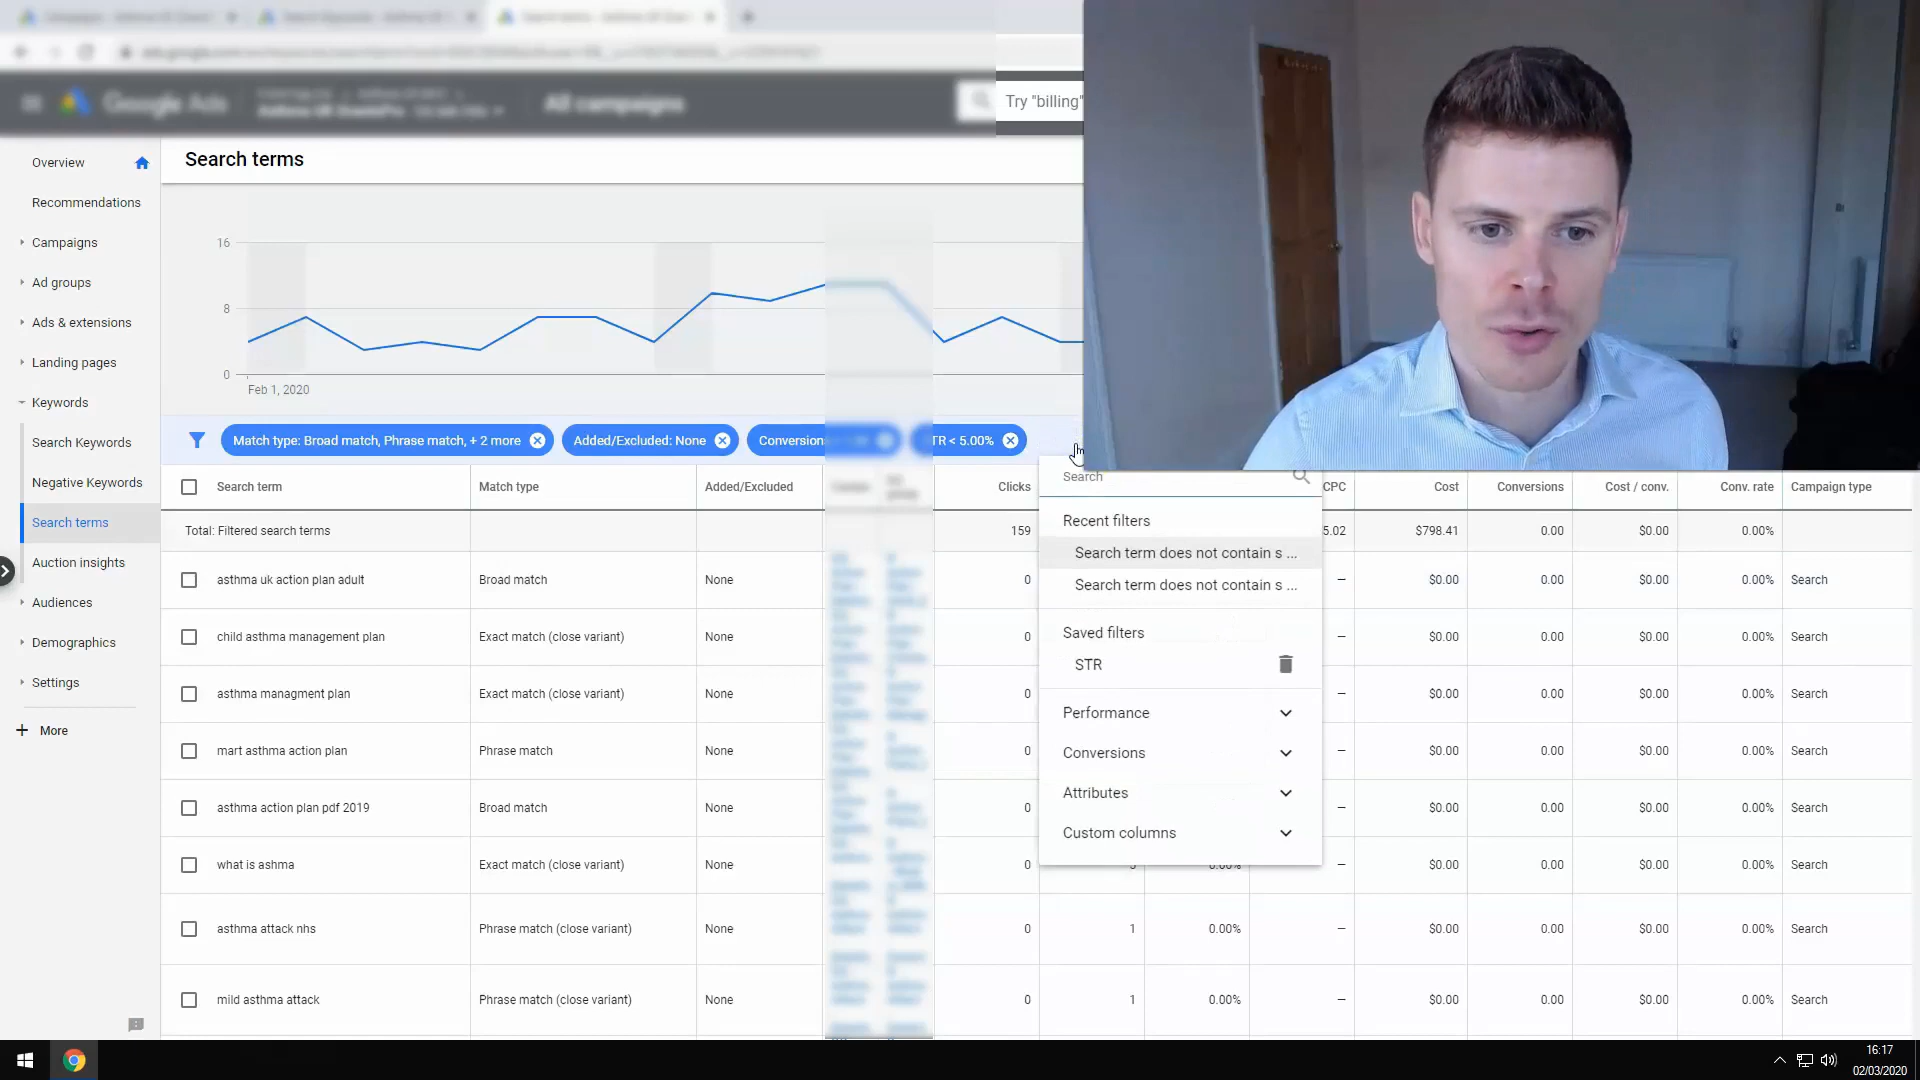 Google Ads
All campaigns
Try "billing"
Overview
Recommendations
Campaigns
Ad groups
Ads & extensions
Landing pages
Keywords
Search Keywords
Negative Keywords
Search terms
Auction insights
Audiences
Demographics
Settings
More
Search terms
16
8
0
Feb 1, 2020
Match type: Broad match, Phrase match, + 2 more
Added/Excluded: None
Conversion
TR < 5.00%
Search term
Match type
Added/Excluded
Clicks
CPC
Cost
Conversions
Cost / conv.
Conv. rate
Campaign type
Total: Filtered search terms
159
5.02
$798.41
0.00
$0.00
0.00%
asthma uk action plan adult
Broad match
None
0
—
$0.00
0.00
$0.00
0.00%
Search
child asthma management plan
Exact match (close variant)
None
0
—
$0.00
0.00
$0.00
0.00%
Search
asthma managment plan
Exact match (close variant)
None
0
—
$0.00
0.00
$0.00
0.00%
Search
mart asthma action plan
Phrase match
None
0
—
$0.00
0.00
$0.00
0.00%
Search
asthma action plan pdf 2019
Broad match
None
0
—
$0.00
0.00
$0.00
0.00%
Search
what is ashma
Exact match (close variant)
None
0
—
$0.00
0.00
$0.00
0.00%
Search
asthma attack nhs
Phrase match (close variant)
None
0
1
0.00%
—
$0.00
0.00
$0.00
0.00%
Search
mild asthma attack
Phrase match (close variant)
None
0
1
0.00%
—
$0.00
0.00
$0.00
0.00%
Search
Search
Recent filters
Search term does not contain s ...
Search term does not contain s ...
Saved filters
STR
Performance
Conversions
Attributes
Custom columns
16:17
02/03/2020